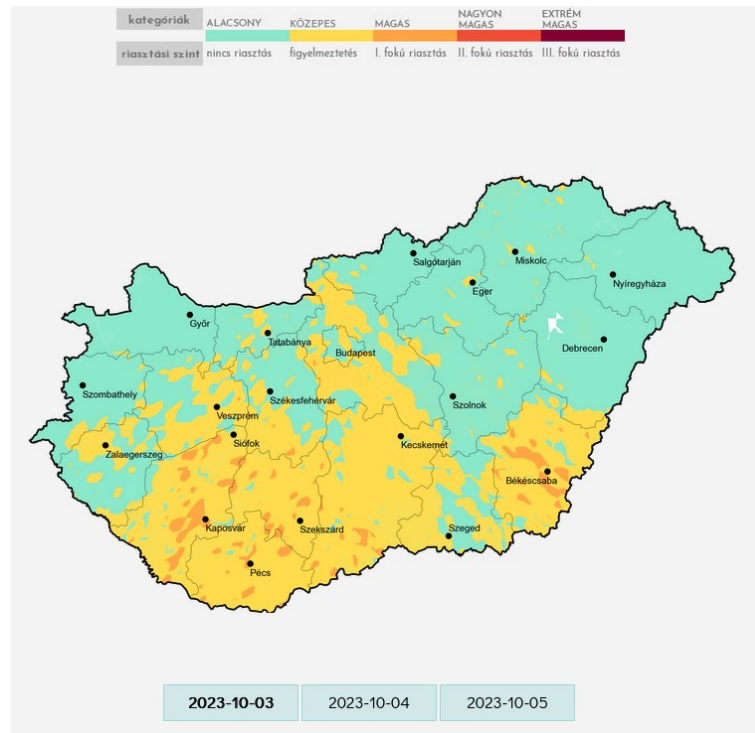 kategóriák
ALACSONY
KÖZEPES
MAGAS
NAGYON
MAGAS
EXTRÉM
MAGAS
riasztási szint
nincs riasztás
figyelmeztetés
I. fokú riasztás
II. fokú riasztás
III. fokú riasztás
Salgótarján
Miskolc
Eger
Nyíregyháza
Győr
Tatabánya
Budapest
Debrecen
Szombathely
Székesfehérvár
Szolnok
Veszprém
Siófok
Kecskemét
Zalaegerszeg
Békéscsaba
Kaposvár
Szekszárd
Szeged
Pécs
2023-10-03
2023-10-04
2023-10-05